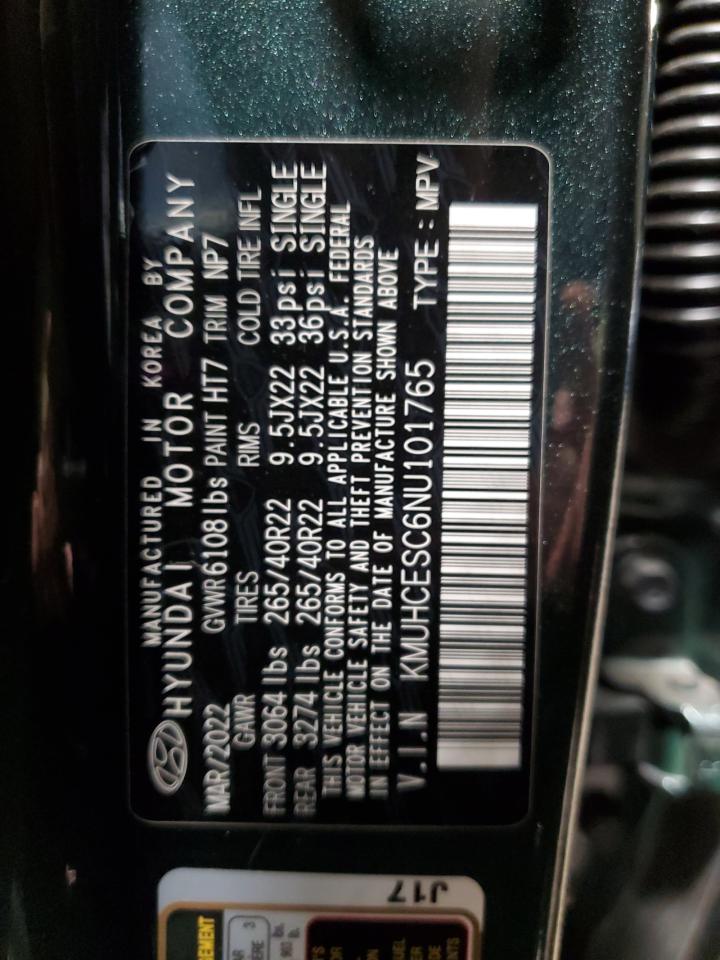 MANUFACTURED IN KOREA BY
HYUNDAI MOTOR COMPANY
MAR/2022 GVWR6108lbs PAINT HT7 TRIM NP7
GAWR TIRES RIMS COLD TIRE INFL
FRONT 3064 lbs 265/40R22 9.5JX22 33psi SINGLE
REAR 3274 lbs 265/40R22 9.5JX22 36psi SINGLE
THIS VEHICLE CONFORMS TO ALL APPLICABLE U.S.A. FEDERAL
MOTOR VEHICLE SAFETY AND THEFT PREVENTION STANDARDS
IN EFFECT ON THE DATE OF MANUFACTURE SHOWN ABOVE
V.I.N KMUHCESC6NU101765 TYPE: MPV
J17